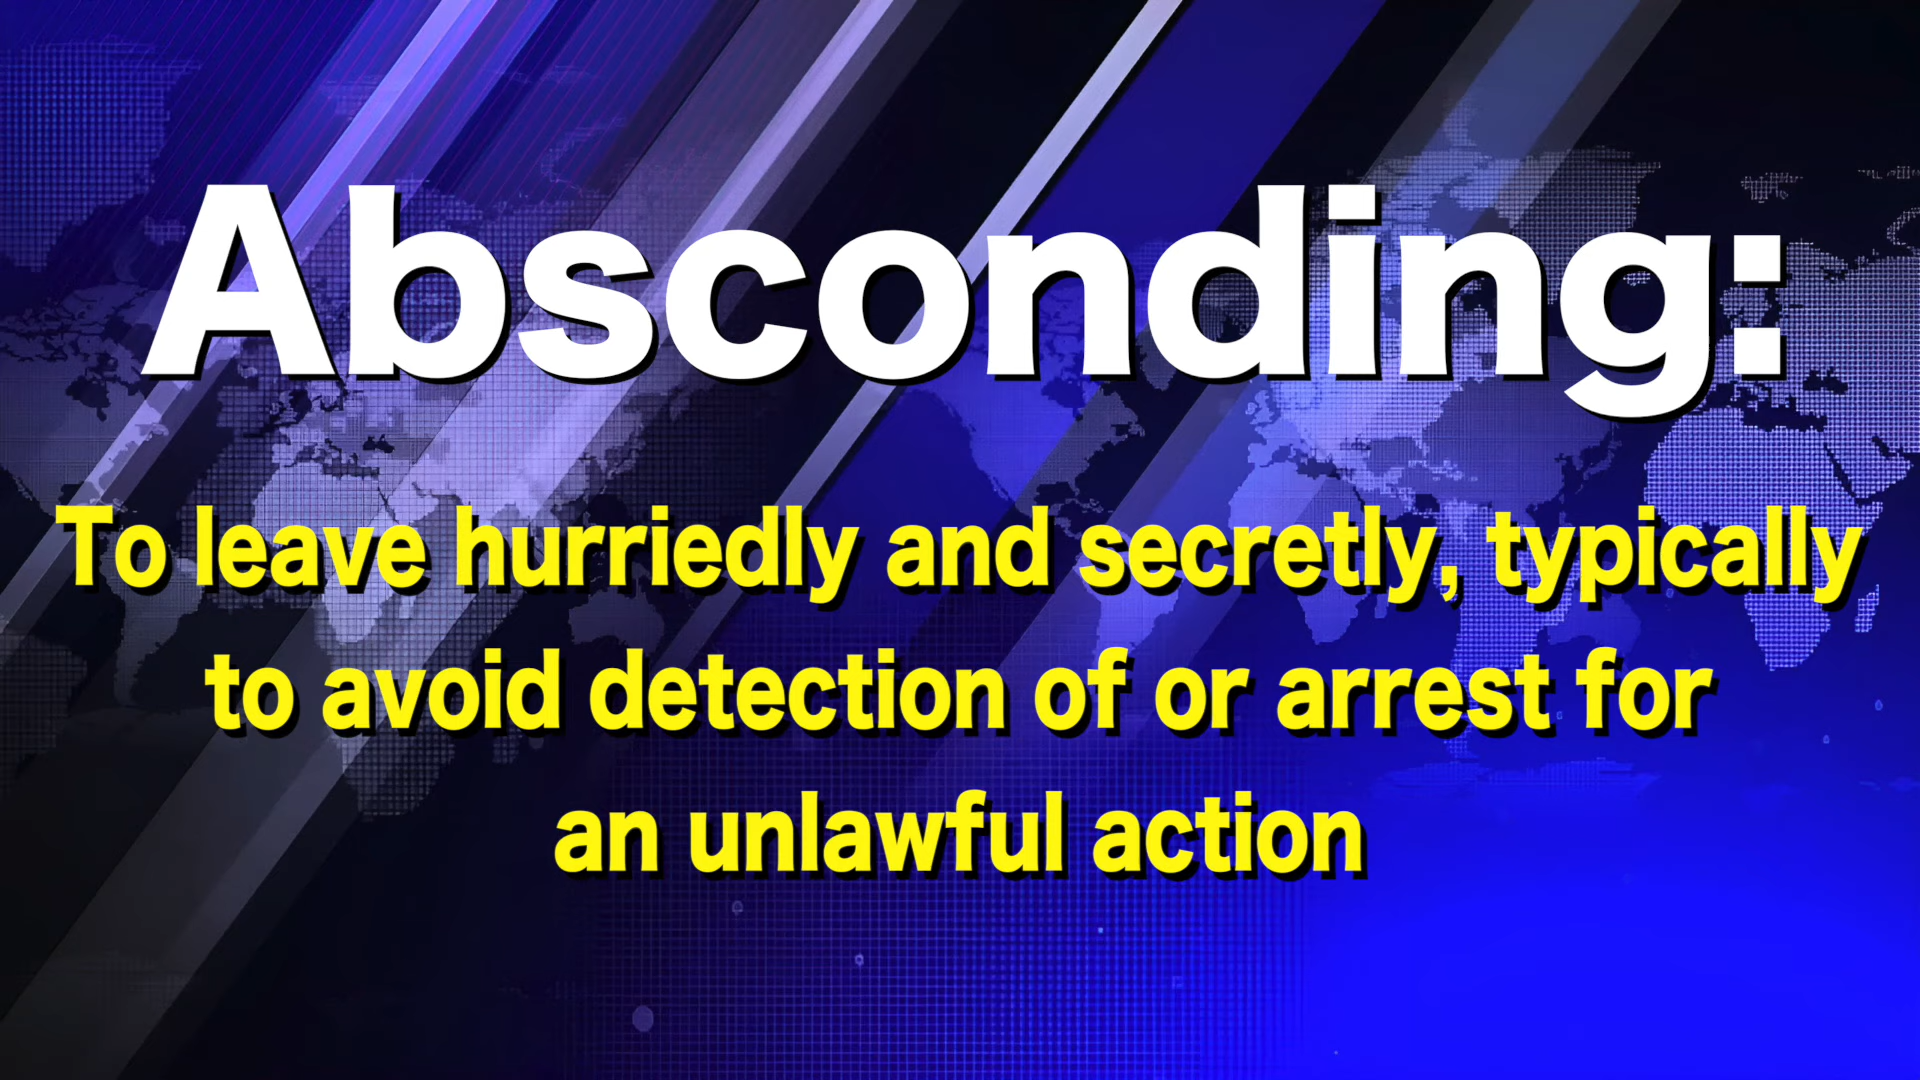 Absconding:
To leave hurriedly and secretly, typically
to avoid detection of or arrest for
an unlawful action